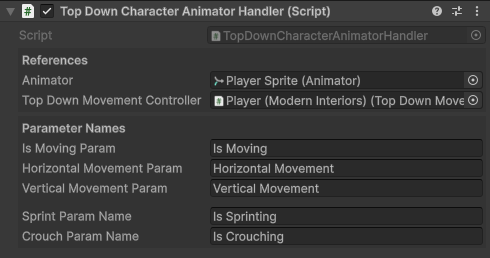 Top Down Character Animator Handler (Script)
Script TopDownCharacterAnimatorHandler
References
Animator Player Sprite (Animator)
Top Down Movement Controller Player (Modern Interiors) (Top Down Move
Parameter Names
Is Moving Param Is Moving
Horizontal Movement Param Horizontal Movement
Vertical Movement Param Vertical Movement
Sprint Param Name Is Sprinting
Crouch Param Name Is Crouching